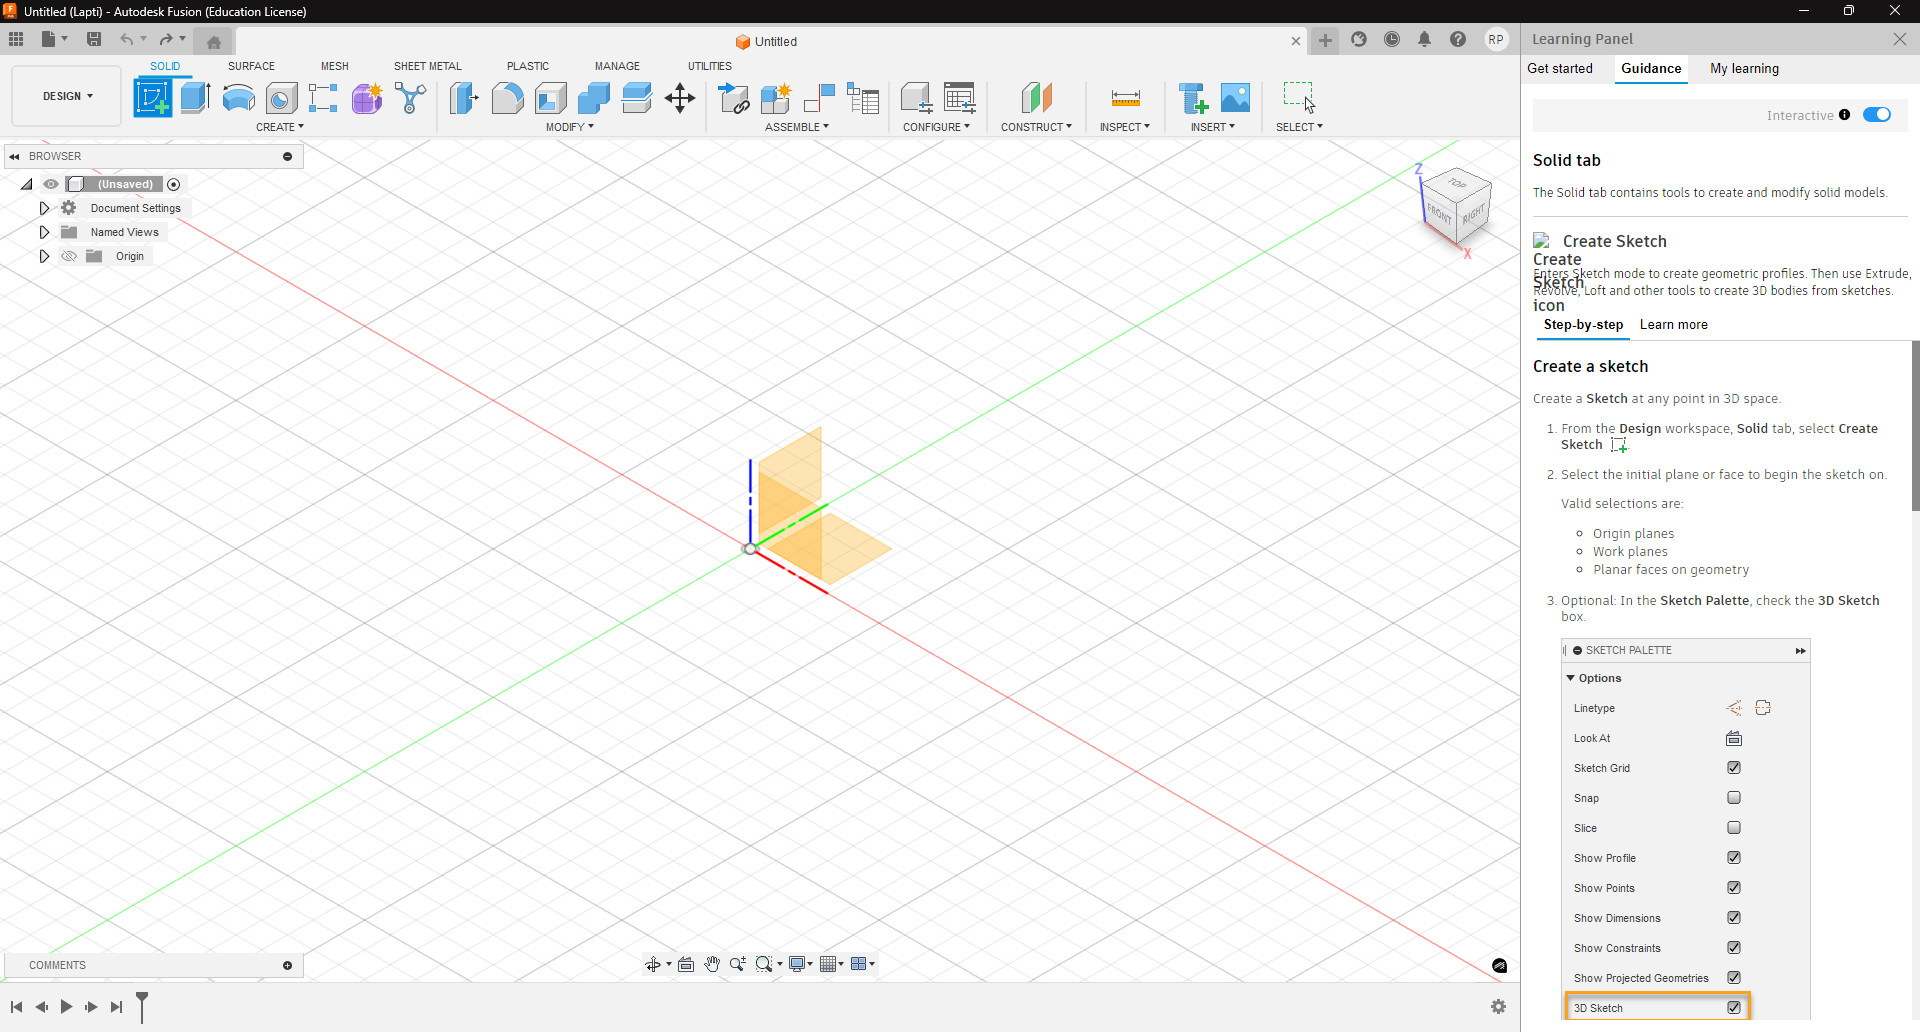 Untitled (Lapti) - Autodesk Fusion (Education License)
Untitled
RP
Learning Panel
SOLID SURFACE MESH SHEET METAL PLASTIC MANAGE UTILITIES
DESIGN
CREATE MODIFY ASSEMBLE CONFIGURE CONSTRUCT INSPECT INSERT SELECT
BROWSER
(Unsaved)
Document Settings
Named Views
Origin
Z
TOP
FRONT RIGHT
X
COMMENTS
Get started Guidance My learning
Interactive
Solid tab
The Solid tab contains tools to create and modify solid models.
Create Sketch
Create
Sketch
icon
Enters Sketch mode to create geometric profiles. Then use Extrude,
Revolve, Loft and other tools to create 3D bodies from sketches.
Step-by-step Learn more
Create a sketch
Create a Sketch at any point in 3D space.
1. From the Design workspace, Solid tab, select Create
Sketch
2. Select the initial plane or face to begin the sketch on.
Valid selections are:
Origin planes
Work planes
Planar faces on geometry
3. Optional: In the Sketch Palette, check the 3D Sketch
box.
SKETCH PALETTE
Options
Linetype
Look At
Sketch Grid
Snap
Slice
Show Profile
Show Points
Show Dimensions
Show Constraints
Show Projected Geometries
3D Sketch